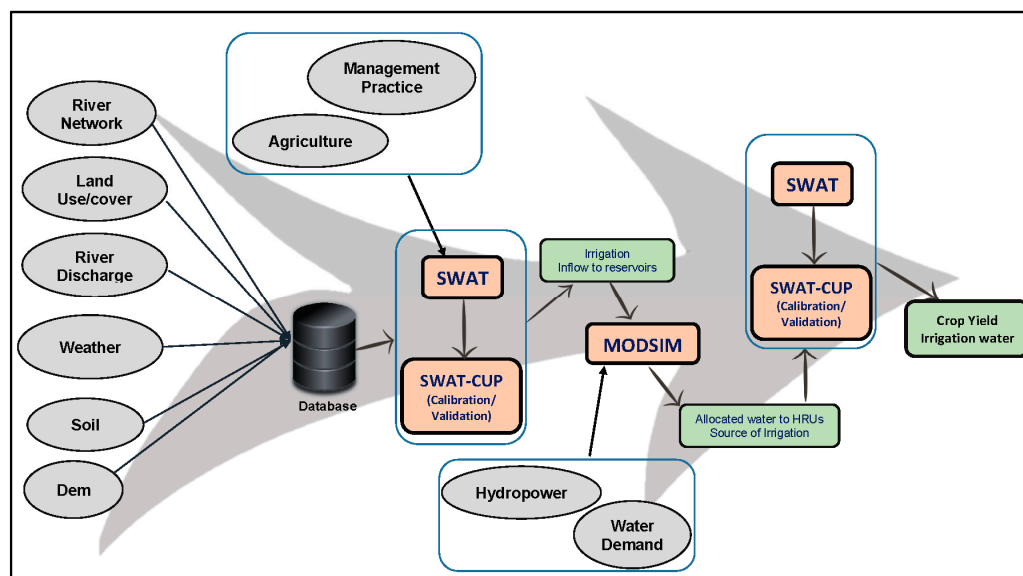 Management
Practice
Agriculture
River
Network
Land
Use/cover
River
Discharge
Weather
Soil
Dem
Database
SWAT
SWAT-CUP
(Calibration/
Validation)
Irrigation
Inflow to reservoirs
MODSIM
Allocated water to HRUs
Source of Irrigation
Hydropower
Water
Demand
SWAT
SWAT-CUP
(Calibration/
Validation)
Crop Yield
Irrigation water